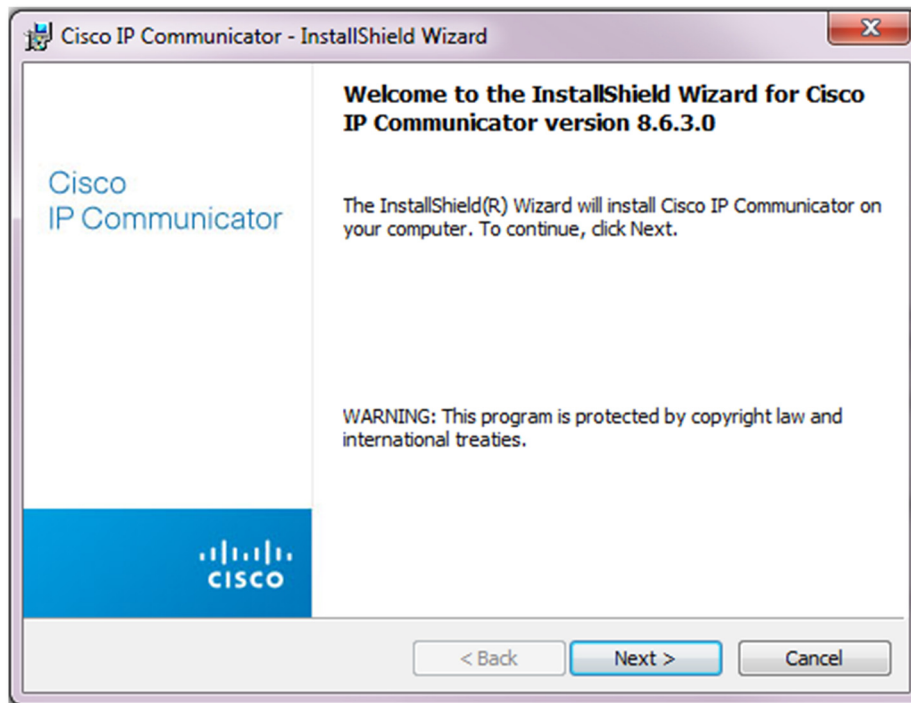 Cisco IP Communicator - InstallShield Wizard
X
Welcome to the InstallShield Wizard for Cisco
IP Communicator version 8.6.3.0
Cisco
IP Communicator
The InstallShield(R) Wizard will install Cisco IP Communicator on
your computer. To continue, click Next.
WARNING: This program is protected by copyright law and
international treaties.
CISCO
< Back
Next >
Cancel